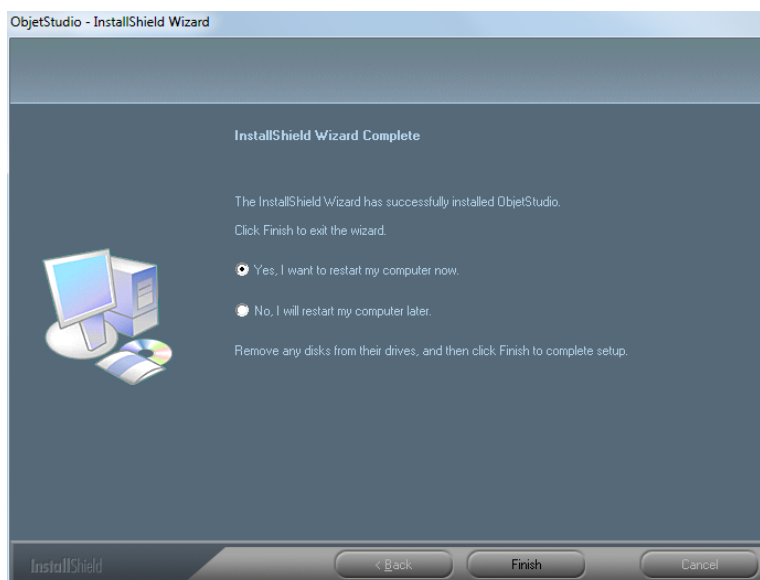 ObjetStudio - InstallShield Wizard
InstallShield Wizard Complete
The InstallShield Wizard has successfully installed ObjetStudio.
Click Finish to exit the wizard.
Yes, I want to restart my computer now.
No, I will restart my computer later.
Remove any disks from their drives, and then click Finish to complete setup.
InstallShield
< Back
Finish
Cancel